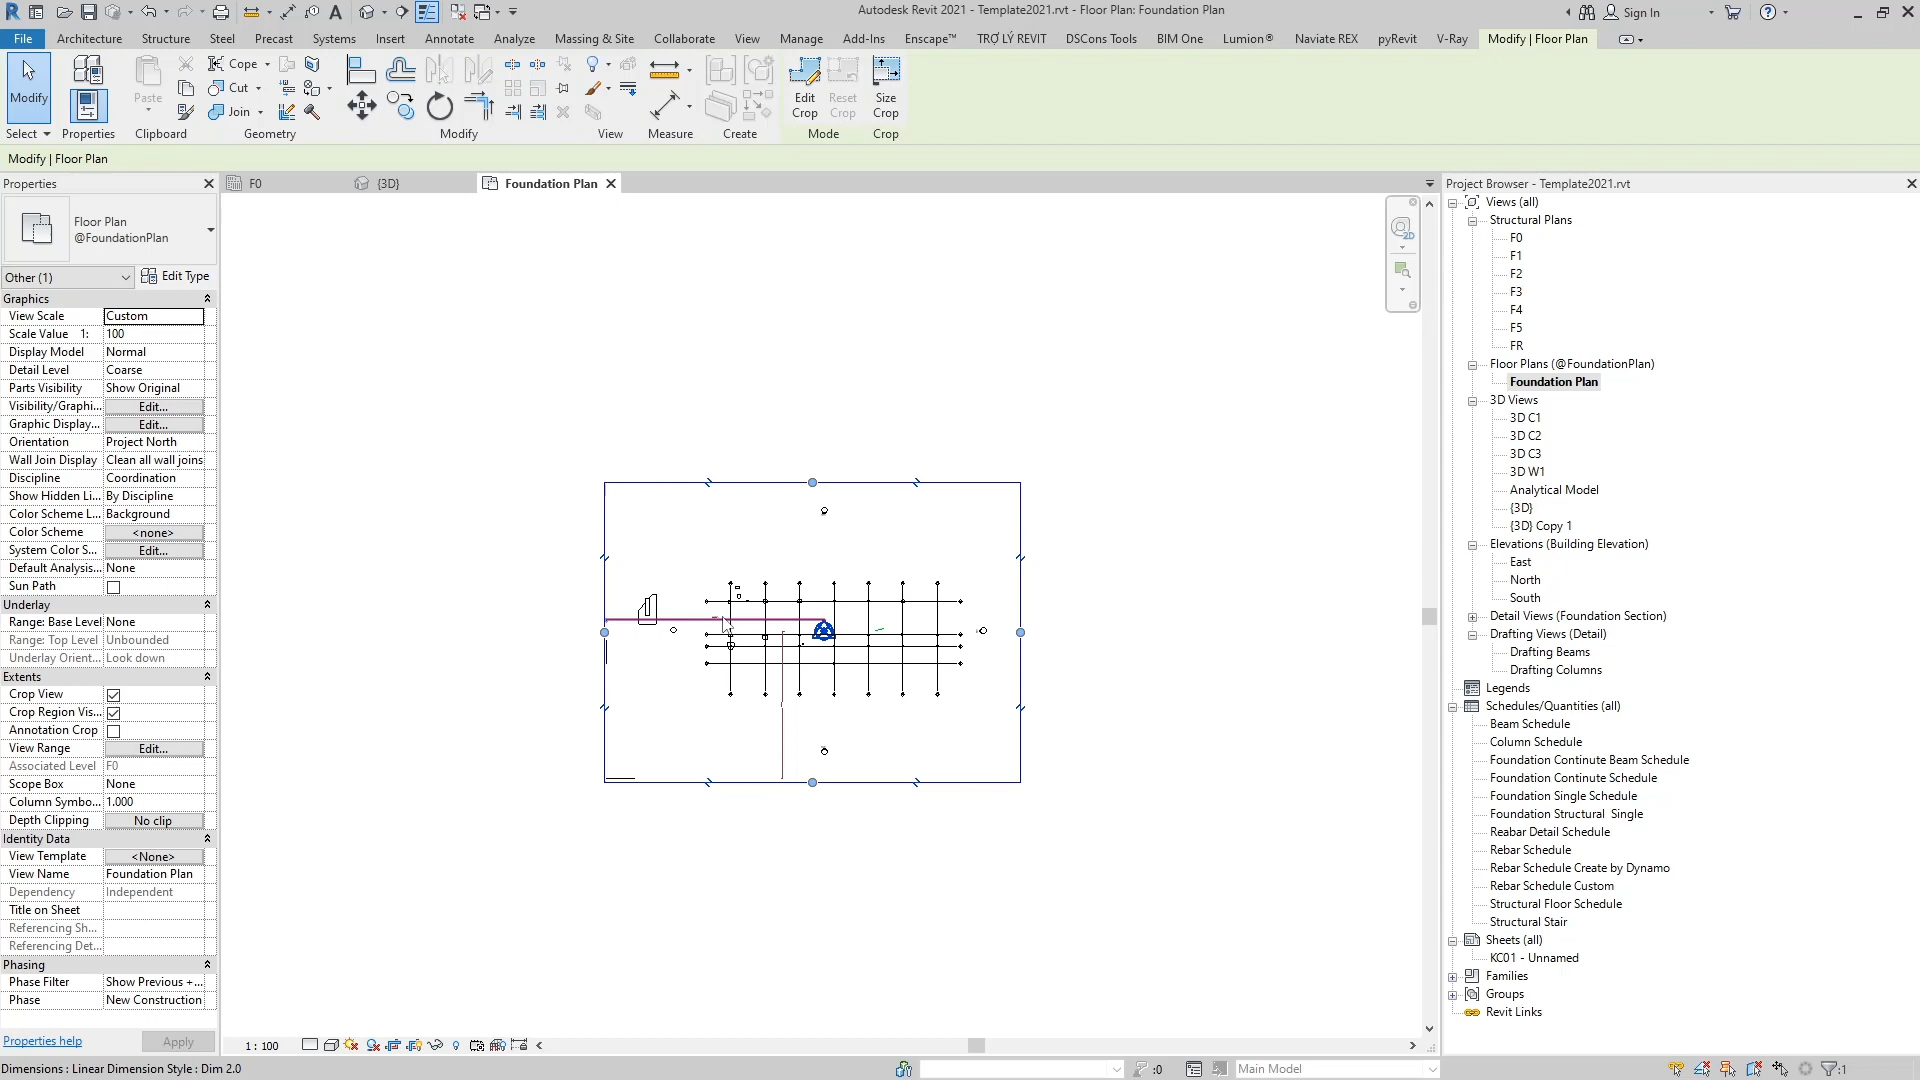 Autodesk Revit 2021 - Template2021.rvt - Floor Plan: Foundation Plan
Sign In
File Architecture Structure Steel Precast Systems Insert Annotate Analyze Massing & Site Collaborate View Manage Add-Ins Enscape™ TRỢ LÝ REVIT DSCons Tools BIM One Lumion® Naviate REX pyRevit V-Ray Modify | Floor Plan
Modify
Paste
Cope
Cut
Join
Edit Crop
Reset Crop
Size Crop
Select Properties Clipboard Geometry Modify View Measure Create Mode Crop
Modify | Floor Plan
Properties
F0
{3D}
Foundation Plan
Project Browser - Template2021.rvt
Floor Plan
@FoundationPlan
Other (1)
Edit Type
Graphics
View Scale Custom
Scale Value 1: 100
Display Model Normal
Detail Level Coarse
Parts Visibility Show Original
Visibility/Graphi... Edit...
Graphic Display... Edit...
Orientation Project North
Wall Join Display Clean all wall joins
Discipline Coordination
Show Hidden Li... By Discipline
Color Scheme L... Background
Color Scheme <none>
System Color S... Edit...
Default Analysis... None
Sun Path
Underlay
Range: Base Level None
Range: Top Level Unbounded
Underlay Orient... Look down
Extents
Crop View
Crop Region Vis...
Annotation Crop
View Range Edit...
Associated Level F0
Scope Box None
Column Symbo... 1.000
Depth Clipping No clip
Identity Data
View Template <None>
View Name Foundation Plan
Dependency Independent
Title on Sheet
Referencing Sh...
Referencing Det...
Phasing
Phase Filter Show Previous +...
Phase New Construction
Properties help
Apply
2D
Views (all)
Structural Plans
F0
F1
F2
F3
F4
F5
FR
Floor Plans (@FoundationPlan)
Foundation Plan
3D Views
3D C1
3D C2
3D C3
3D W1
Analytical Model
{3D}
{3D} Copy 1
Elevations (Building Elevation)
East
North
South
Detail Views (Foundation Section)
Drafting Views (Detail)
Drafting Beams
Drafting Columns
Legends
Schedules/Quantities (all)
Beam Schedule
Column Schedule
Foundation Continute Beam Schedule
Foundation Continute Schedule
Foundation Single Schedule
Foundation Structural Single
Reabar Detail Schedule
Rebar Schedule
Rebar Schedule Create by Dynamo
Rebar Schedule Custom
Structural Floor Schedule
Structural Stair
Sheets (all)
KC01 - Unnamed
Families
Groups
Revit Links
1 : 100
Dimensions : Linear Dimension Style : Dim 2.0
:0
Main Model
:1